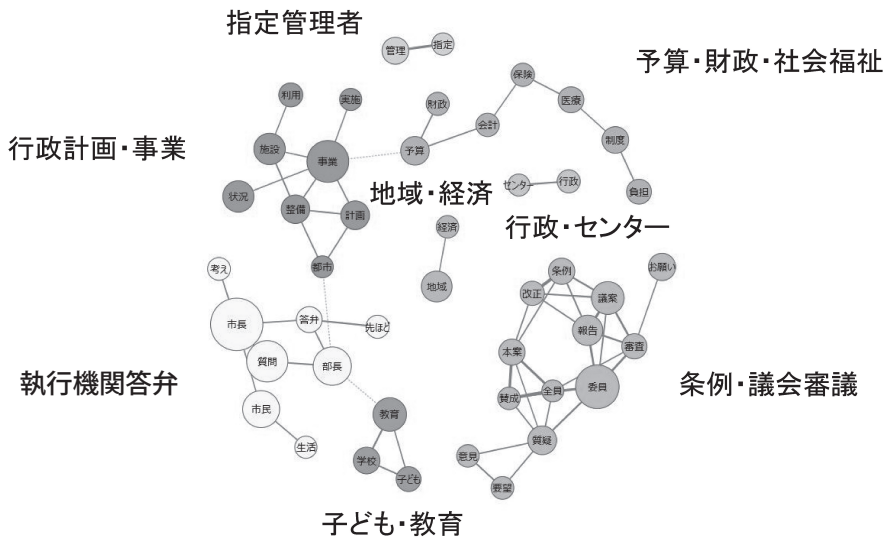 指定管理者
管理
指定
予算・財政・社会福祉
保険
利用
実施
財政
医療
会計
制度
行政計画・事業
施設
事業
予算
地域・経済
センター
行政
負担
状況
整備
計画
行政・センター
経済
考え
都市
地域
条例
お願い
改正
議案
市長
答弁
先ほど
報告
審査
質問
部長
本案
執行機関答弁
委員
条例・議会審議
全員
賛成
市民
教育
生活
質疑
学校
意見
子ども
要望
子ども・教育